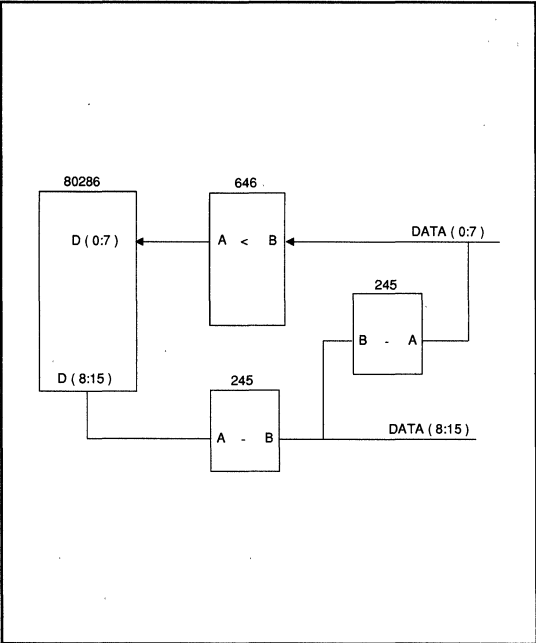 80286
646
D ( 0:7 )
A < B
DATA ( 0:7 )
245
B - A
D ( 8:15 )
245
A - B
DATA ( 8:15 )